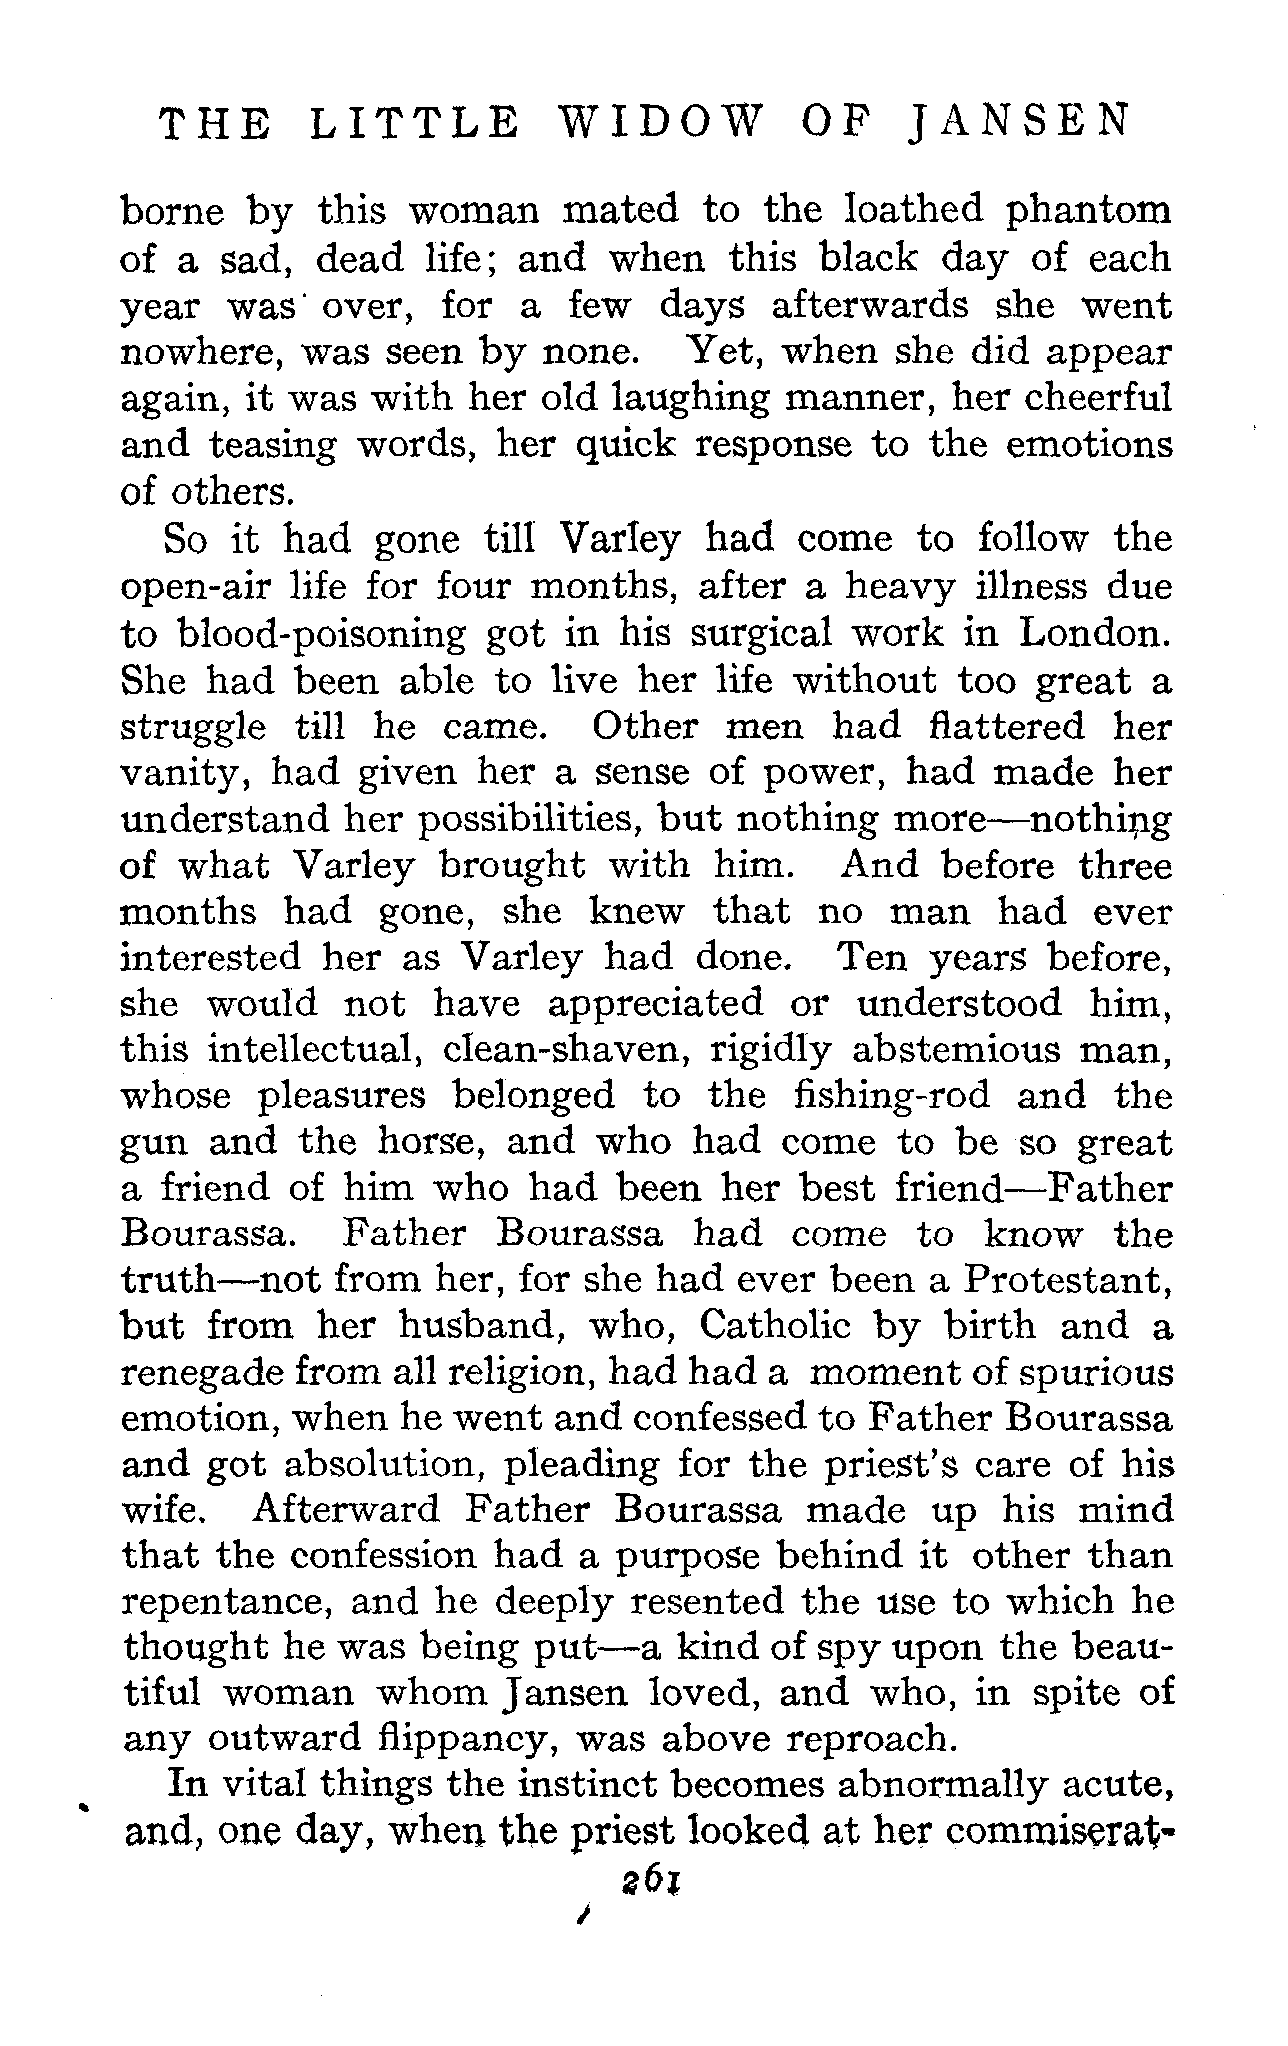 THE LITTLE WIDOW OF JANSEN
borne by this woman mated to the loathed phantom
of a sad, dead life; and when this black day of each
year was over, for a few days afterwards she went
nowhere, was seen by none. Yet, when she did appear
again, it was with her old laughing manner, her cheerful
and teasing words, her quick response to the emotions
of others.
So it had gone till Varley had come to follow the
open-air life for four months, after a heavy illness due
to blood-poisoning got in his surgical work in London.
She had been able to live her life without too great a
struggle till he came. Other men had flattered her
vanity, had given her a sense of power, had made her
understand her possibilities, but nothing more—nothing
of what Varley brought with him. And before three
months had gone, she knew that no man had ever
interested her as Varley had done. Ten years before,
she would not have appreciated or understood him,
this intellectual, clean-shaven, rigidly abstemious man,
whose pleasures belonged to the fishing-rod and the
gun and the horse, and who had come to be so great
a friend of him who had been her best friend—Father
Bourassa. Father Bourassa had come to know the
truth—not from her, for she had ever been a Protestant,
but from her husband, who, Catholic by birth and a
renegade from all religion, had had a moment of spurious
emotion, when he went and confessed to Father Bourassa
and got absolution, pleading for the priest's care of his
wife. Afterward Father Bourassa made up his mind
that the confession had a purpose behind it other than
repentance, and he deeply resented the use to which he
thought he was being put—a kind of spy upon the beau-
tiful woman whom Jansen loved, and who, in spite of
any outward flippancy, was above reproach.
In vital things the instinct becomes abnormally acute,
and, one day, when the priest looked at her commiserat-
261